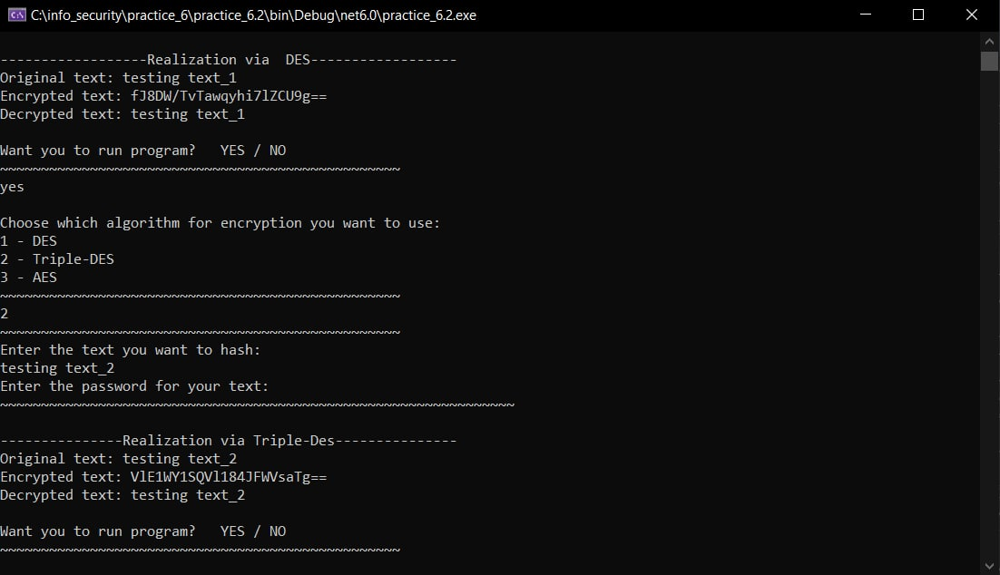 C:\info_security\practice_6\practice_6.2\bin\Debug\net6.0\practice_6.2.exe
------------------Realization via  DES------------------
Original text: testing text_1
Encrypted text: fJ8DW/TvTawqyhi7lZCU9g==
Decrypted text: testing text_1
Want you to run program?   YES / NO
~~~~~~~~~~~~~~~~~~~~~~~~~~~~~~~~~~~~~~~~~~~~~~~~~
yes
Choose which algorithm for encryption you want to use:
1 - DES
2 - Triple-DES
3 - AES
~~~~~~~~~~~~~~~~~~~~~~~~~~~~~~~~~~~~~~~~~~~~~~~~~
2
~~~~~~~~~~~~~~~~~~~~~~~~~~~~~~~~~~~~~~~~~~~~~~~~~
Enter the text you want to hash:
testing text_2
Enter the password for your text:
~~~~~~~~~~~~~~~~~~~~~~~~~~~~~~~~~~~~~~~~~~~~~~~~~~~~~~~~~~~~~~~
---------------Realization via Triple-Des---------------
Original text: testing text_2
Encrypted text: VlE1WY1SQVl184JFWVsaTg==
Decrypted text: testing text_2
Want you to run program?   YES / NO
~~~~~~~~~~~~~~~~~~~~~~~~~~~~~~~~~~~~~~~~~~~~~~~~~